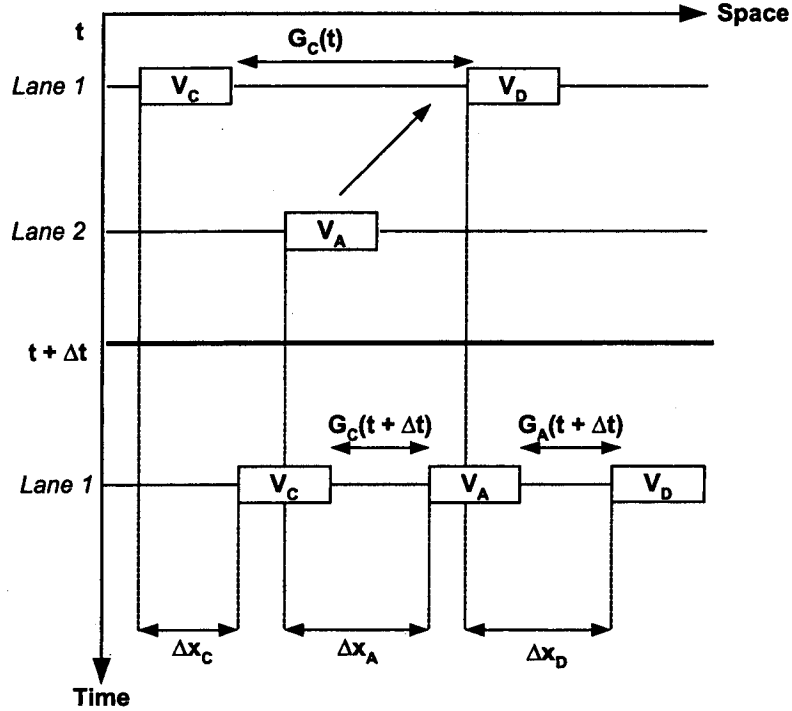 Space
t
G_C(t)
Lane 1
V_C
V_D
Lane 2
V_A
t + Δt
G_C(t + Δt)
G_A(t + Δt)
Lane 1
V_C
V_A
V_D
Δx_C
Δx_A
Δx_D
Time